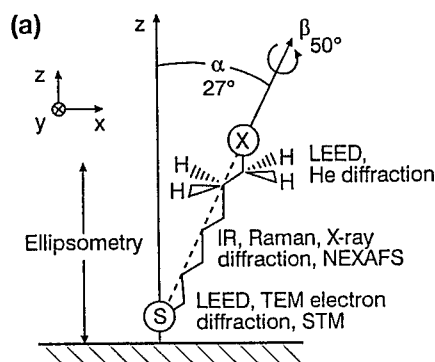 (a)
z
β
50°
α
27°
z
y
x
X
H
H
H
H
LEED,
He diffraction
Ellipsometry
IR, Raman, X-ray
diffraction, NEXAFS
S
LEED, TEM electron
diffraction, STM